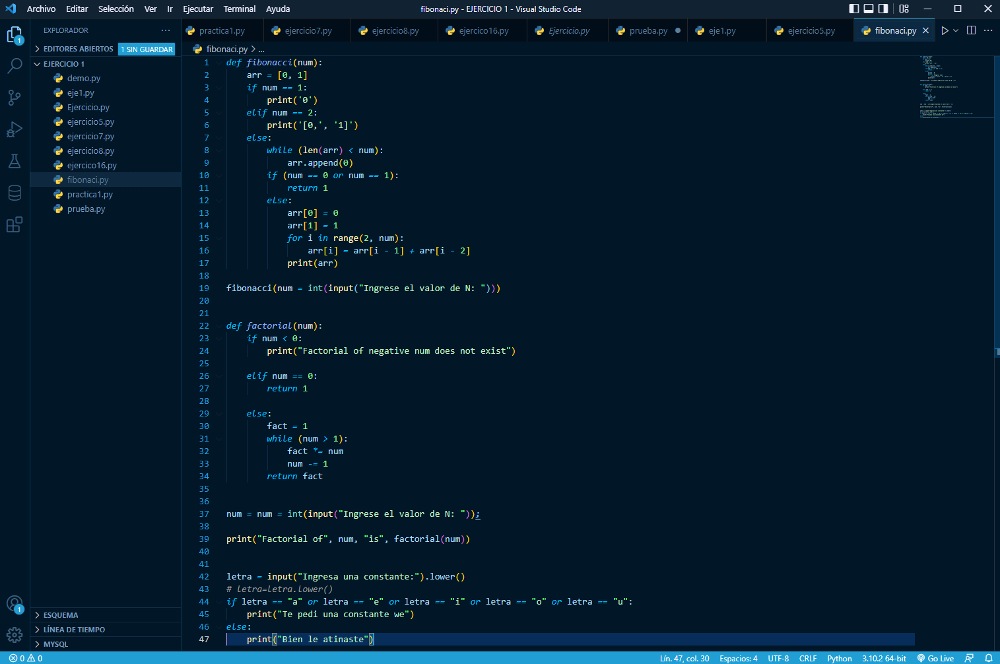 Archivo Editar Selección Ver Ir Ejecutar Terminal Ayuda fibonaci.py - EJERCICIO 1 - Visual Studio Code
EXPLORADOR
practica1.py ejercicio7.py ejercicio8.py ejercico16.py Ejercicio.py prueba.py eje1.py ejercicio5.py fibonaci.py
EDITORES ABIERTOS 1 SIN GUARDAR
EJERCICIO 1
demo.py
eje1.py
Ejercicio.py
ejercicio5.py
ejercicio7.py
ejercicio8.py
ejercico16.py
fibonaci.py
practica1.py
prueba.py
ESQUEMA
LÍNEA DE TIEMPO
MYSQL
1
1
fibonaci.py > ...
1 def fibonacci(num):
2     arr = [0, 1]
3     if num == 1:
4         print('0')
5     elif num == 2:
6         print('[0,', '1]')
7     else:
8         while (len(arr) < num):
9             arr.append(0)
10         if (num == 0 or num == 1):
11             return 1
12         else:
13             arr[0] = 0
14             arr[1] = 1
15             for i in range(2, num):
16                 arr[i] = arr[i - 1] + arr[i - 2]
17             print(arr)
18
19 fibonacci(num = int(input("Ingrese el valor de N: ")))
20
21
22 def factorial(num):
23     if num < 0:
24         print("Factorial of negative num does not exist")
25
26     elif num == 0:
27         return 1
28
29     else:
30         fact = 1
31         while (num > 1):
32             fact *= num
33             num -= 1
34         return fact
35
36
37 num = num = int(input("Ingrese el valor de N: "));
38
39 print("Factorial of", num, "is", factorial(num))
40
41
42 letra = input("Ingresa una constante:").lower()
43 # letra=letra.lower()
44 if letra == "a" or letra == "e" or letra == "i" or letra == "o" or letra == "u":
45     print("Te pedi una constante we")
46 else:
47     print("Bien le atinaste")
0 0 Lín. 47, col. 30 Espacios: 4 UTF-8 CRLF Python 3.10.2 64-bit Go Live